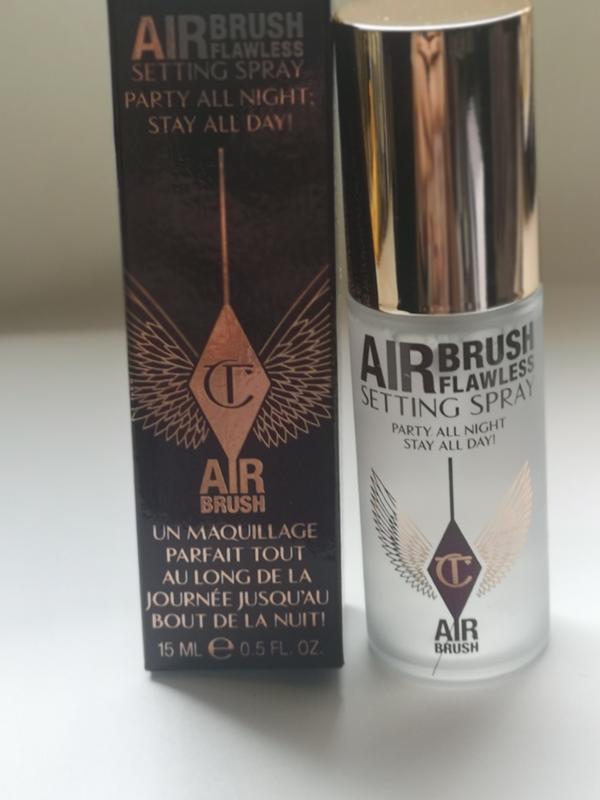 AIRBRUSH
FLAWLESS
SETTING SPRAY
PARTY ALL NIGHT;
STAY ALL DAY!
CT
AIR
BRUSH
UN MAQUILLAGE
PARFAIT TOUT
AU LONG DE LA
JOURNÉE JUSQU'AU
BOUT DE LA NUIT!
15 ML e 0.5 FL. OZ.
AIRBRUSH
FLAWLESS
SETTING SPRAY
PARTY ALL NIGHT
STAY ALL DAY!
CT
AIR
BRUSH